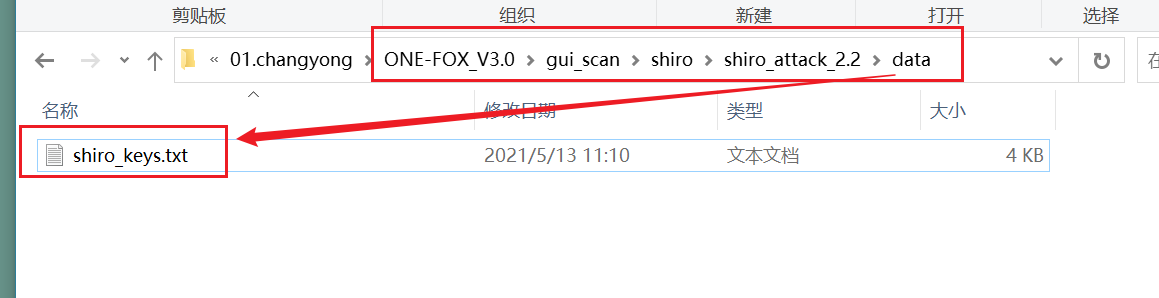 剪贴板 组织 新建 打开 选择
« 01.changyong > ONE-FOX_V3.0 > gui_scan > shiro > shiro_attack_2.2 > data 在
名称 修改日期 类型 大小
shiro_keys.txt 2021/5/13 11:10 文本文档 4 KB